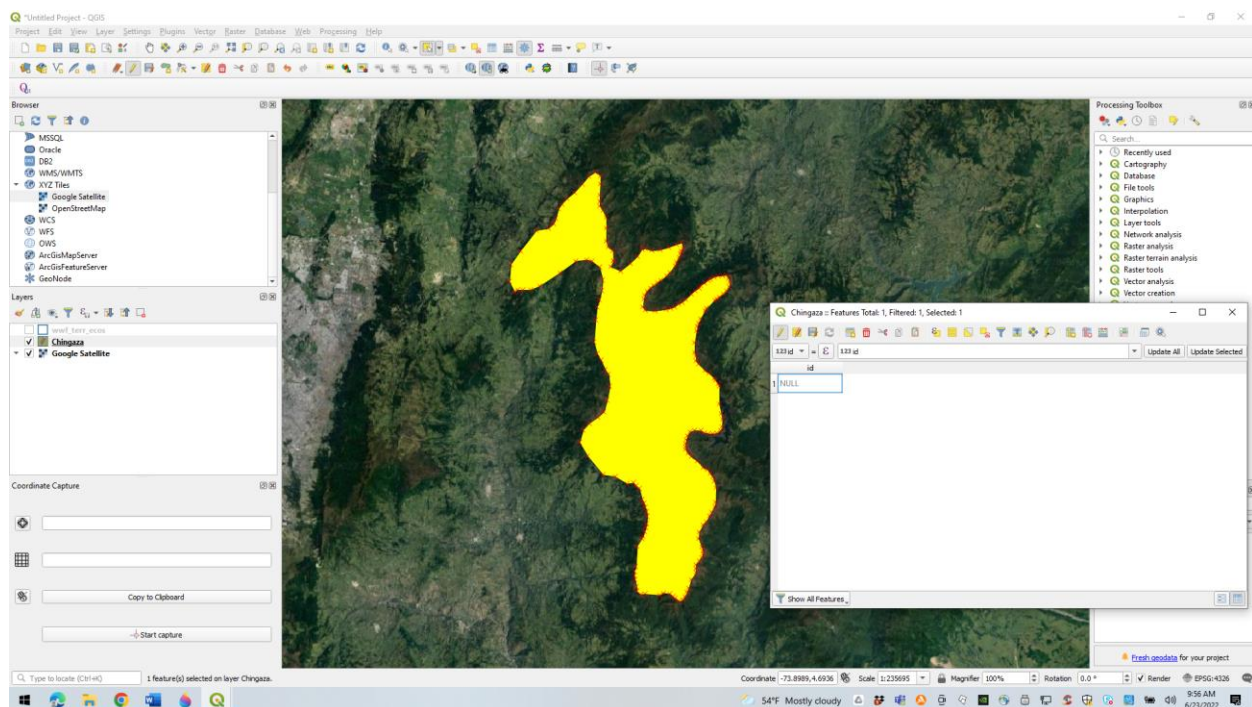 *Untitled Project - QGIS
Project Edit View Layer Settings Plugins Vector Raster Database Web Processing Help
Browser
MSSQL
Oracle
DB2
WMS/WMTS
XYZ Tiles
Google Satellite
OpenStreetMap
WCS
WFS
OWS
ArcGisMapServer
ArcGisFeatureServer
GeoNode
Layers
wwf_terr_ecos
Chingaza
Google Satellite
Coordinate Capture
Copy to Clipboard
Start capture
Processing Toolbox
Search...
Recently used
Cartography
Database
File tools
Graphics
Interpolation
Layer tools
Network analysis
Raster analysis
Raster terrain analysis
Raster tools
Vector analysis
Vector creation
Chingaza :: Features Total: 1, Filtered: 1, Selected: 1
123 id = ε 123 id Update All Update Selected
id
1 NULL
Show All Features
Fresh geodata for your project
Type to locate (Ctrl+K) 1 feature(s) selected on layer Chingaza. Coordinate -73.8989,4.6936 Scale 1:235695 Magnifier 100% Rotation 0.0 ° Render EPSG:4326
54°F Mostly cloudy 9:56 AM
6/23/2022